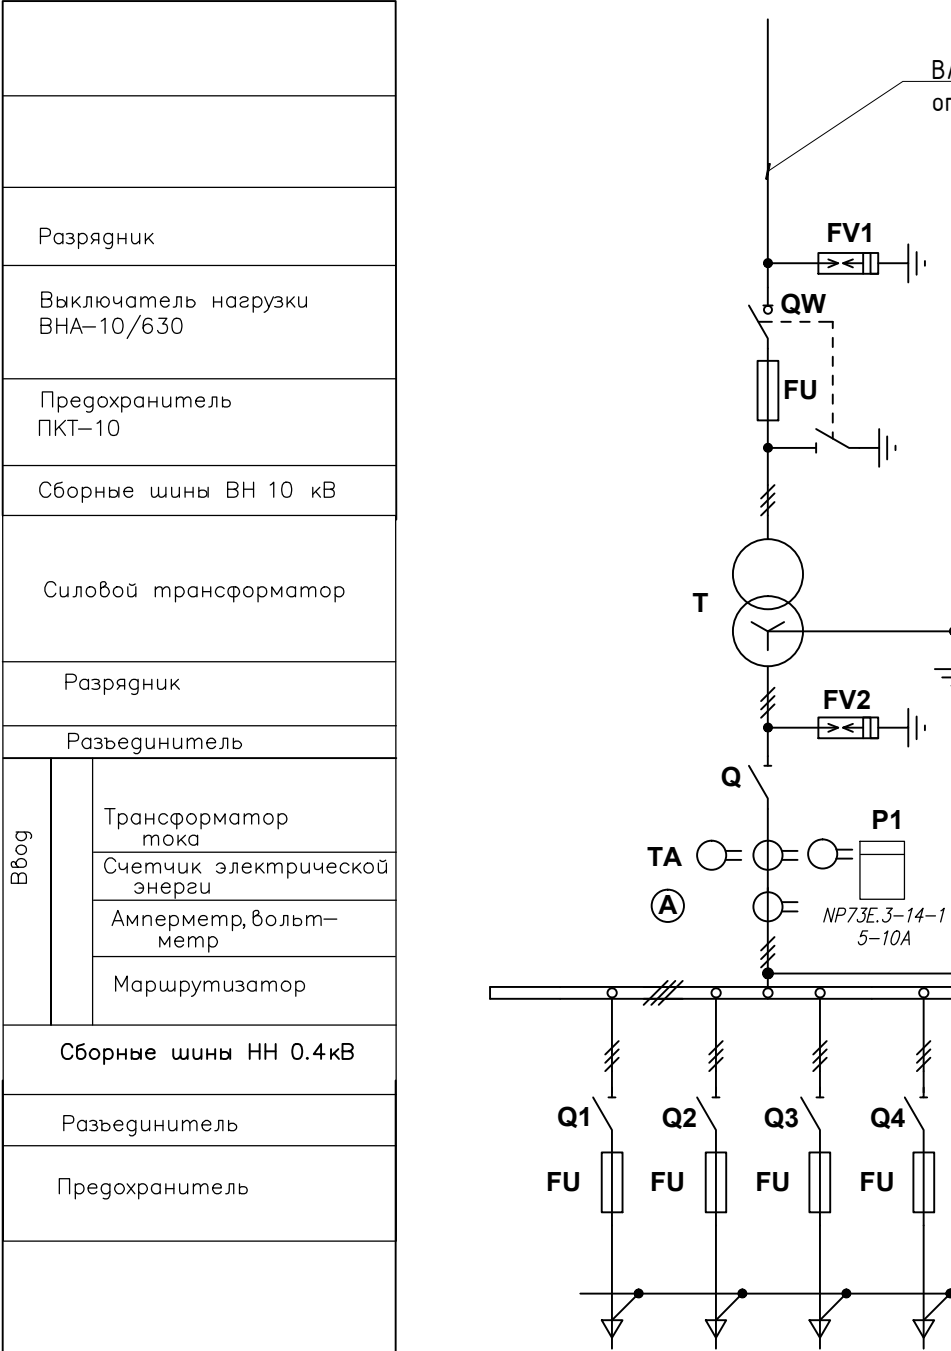 Разрядник
Выключатель нагрузки
ВНА-10/630
Предохранитель
ПКТ-10
Сборные шины ВН 10 кВ
Силовой трансформатор
Разрядник
Разъединитель
Ввод
Трансформатор
тока
Счетчик электрической
энерги
Амперметр, вольт-
метр
Маршрутизатор
Сборные шины НН 0.4кВ
Разъединитель
Предохранитель
FV1
QW
FU
T
FV2
Q
P1
TA
A
NP73E.3-14-1
5-10A
Q1 Q2 Q3 Q4
FU FU FU FU